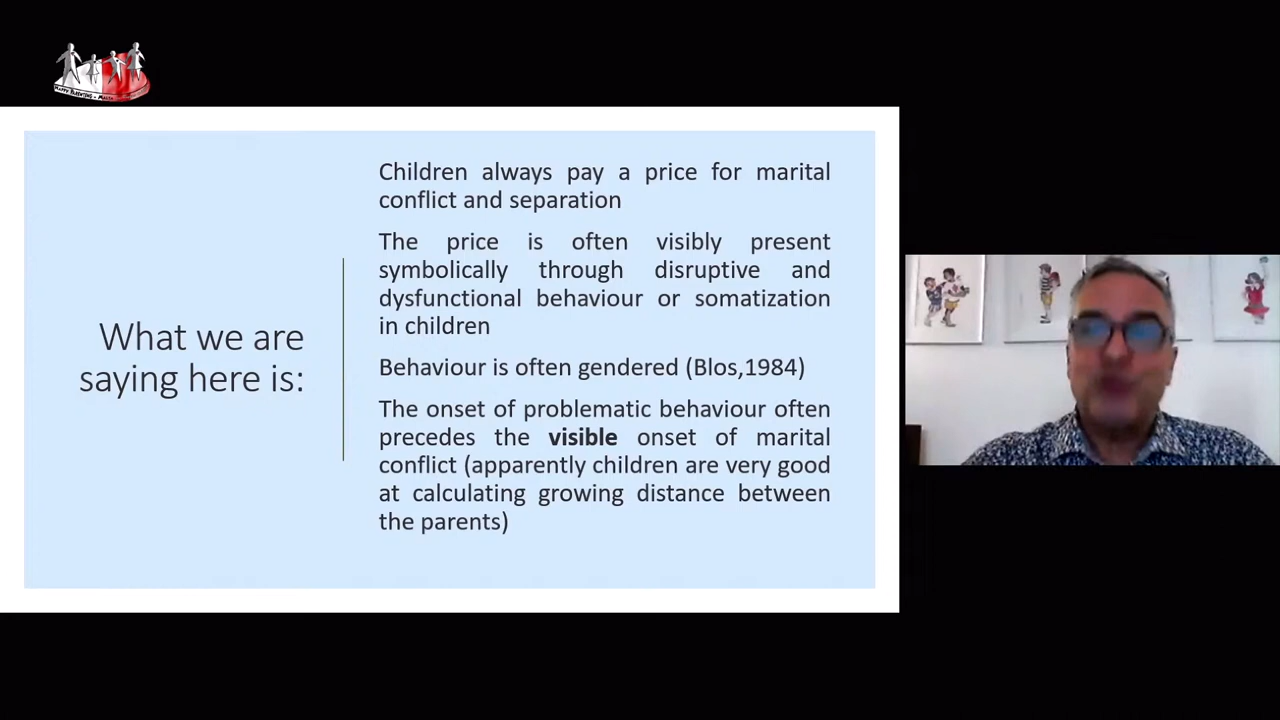 HAPPY PARENTING - MALTA
What we are
saying here is:
Children always pay a price for marital
conflict and separation
The price is often visibly present
symbolically through disruptive and
dysfunctional behaviour or somatization
in children
Behaviour is often gendered (Blos,1984)
The onset of problematic behaviour often
precedes the visible onset of marital
conflict (apparently children are very good
at calculating growing distance between
the parents)